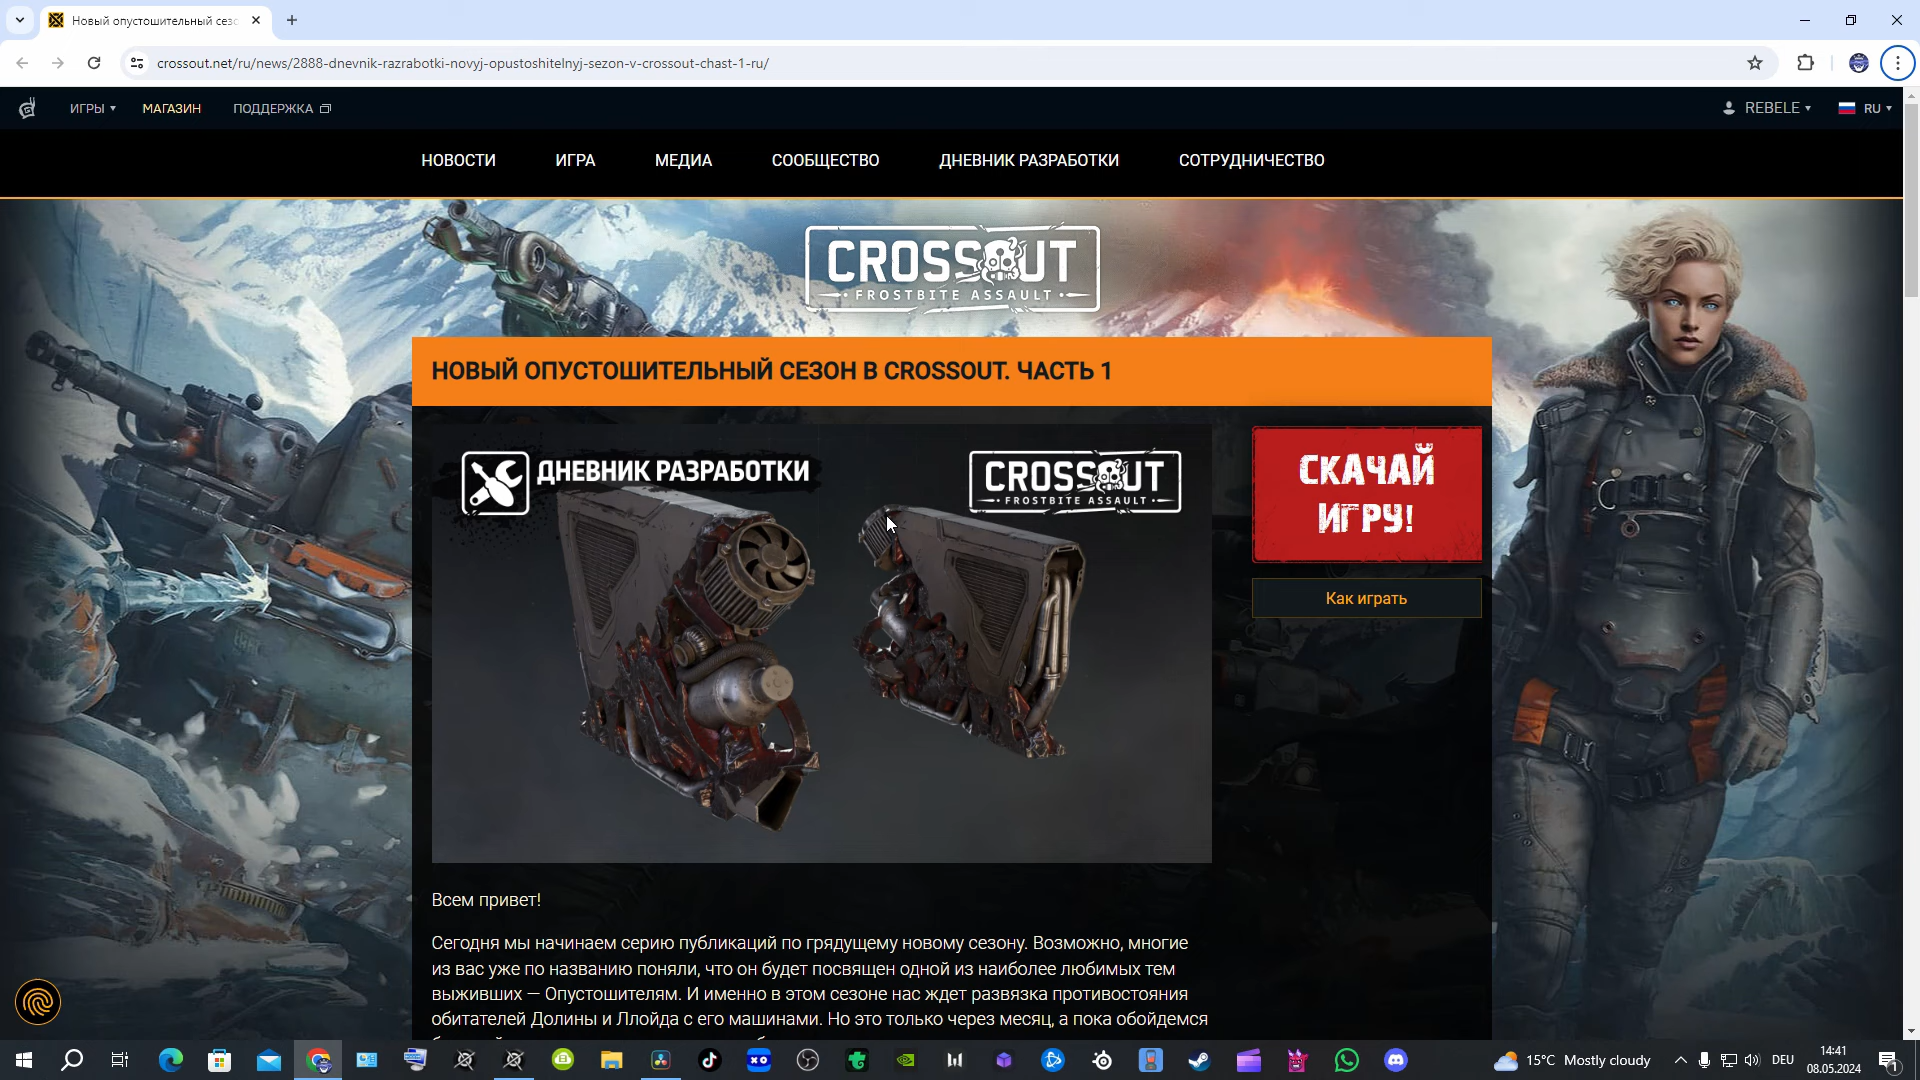 Новый опустошительный сезо
crossout.net/ru/news/2888-dnevnik-razrabotki-novyj-opustoshitelnyj-sezon-v-crossout-chast-1-ru/
ИГРЫ
МАГАЗИН
ПОДДЕРЖКА
REBELE
RU
НОВОСТИ
ИГРА
МЕДИА
СООБЩЕСТВО
ДНЕВНИК РАЗРАБОТКИ
СОТРУДНИЧЕСТВО
CROSSOUT
FROSTBITE ASSAULT
НОВЫЙ ОПУСТОШИТЕЛЬНЫЙ СЕЗОН В CROSSOUT. ЧАСТЬ 1
ДНЕВНИК РАЗРАБОТКИ
CROSSOUT
FROSTBITE ASSAULT
СКАЧАЙ
ИГРУ!
Как играть
Всем привет!
Сегодня мы начинаем серию публикаций по грядущему новому сезону. Возможно, многие
из вас уже по названию поняли, что он будет посвящен одной из наиболее любимых тем
выживших — Опустошителям. И именно в этом сезоне нас ждет развязка противостояния
обитателей Долины и Ллойда с его машинами. Но это только через месяц, а пока обойдемся
15°C Mostly cloudy
DEU
14:41
08.05.2024
1